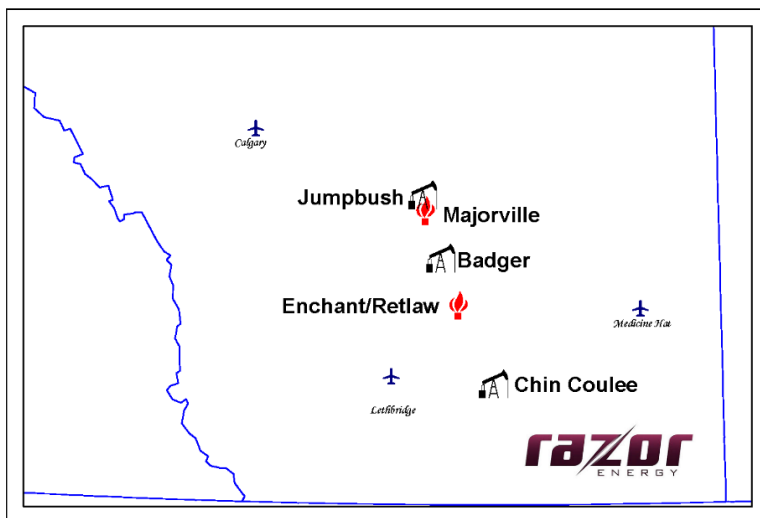 Calgary
Jumpbush
Majorville
Badger
Enchant/Retlaw
Medicine Hat
Chin Coulee
Lethbridge
razor
ENERGY